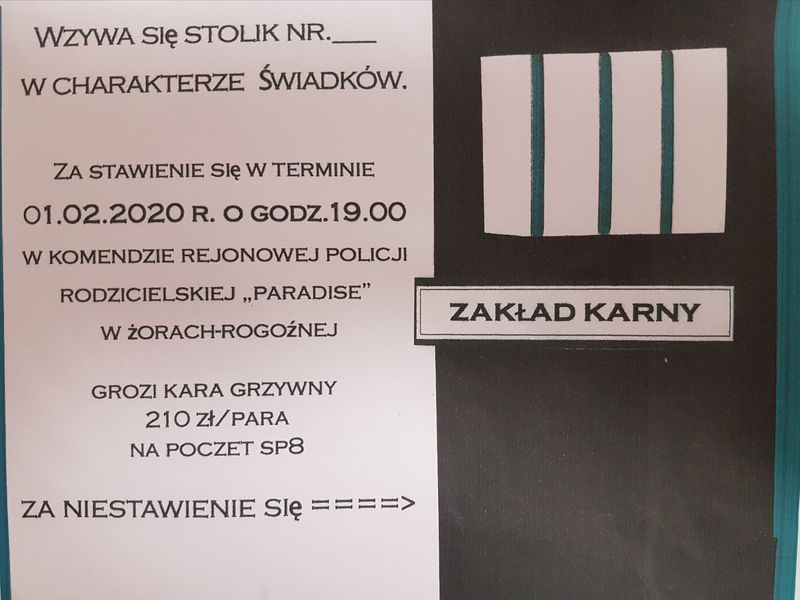 Wzywa się stolik nr.___
w charakterze Świadków.
Za stawienie się w terminie
01.02.2020 r. o godz.19.00
w Komendzie Rejonowej Policji
Rodzicielskiej „Paradise”
w Żorach-Rogoźnej
grozi kara grzywny
210 zł/para
na poczet SP8
za niestawienie się ====>
ZAKŁAD KARNY